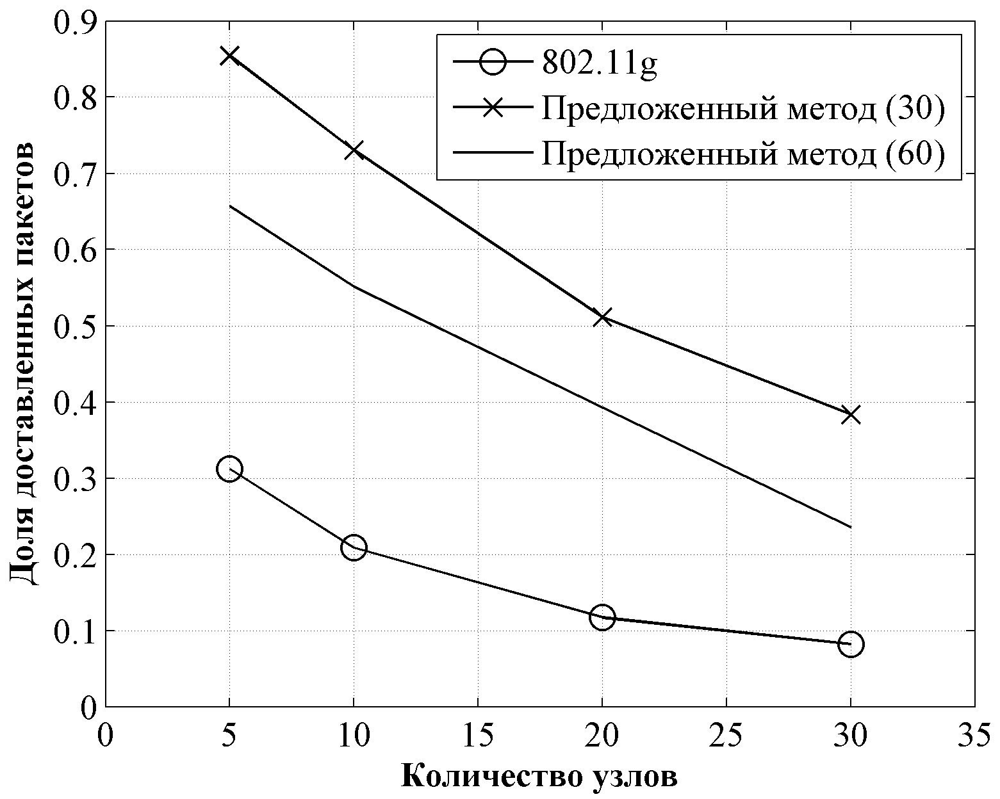 0.9
0.8
0.7
0.6
0.5
0.4
0.3
0.2
0.1
0
Доля доставленных пакетов
802.11g
Предложенный метод (30)
Предложенный метод (60)
0 5 10 15 20 25 30 35
Количество узлов